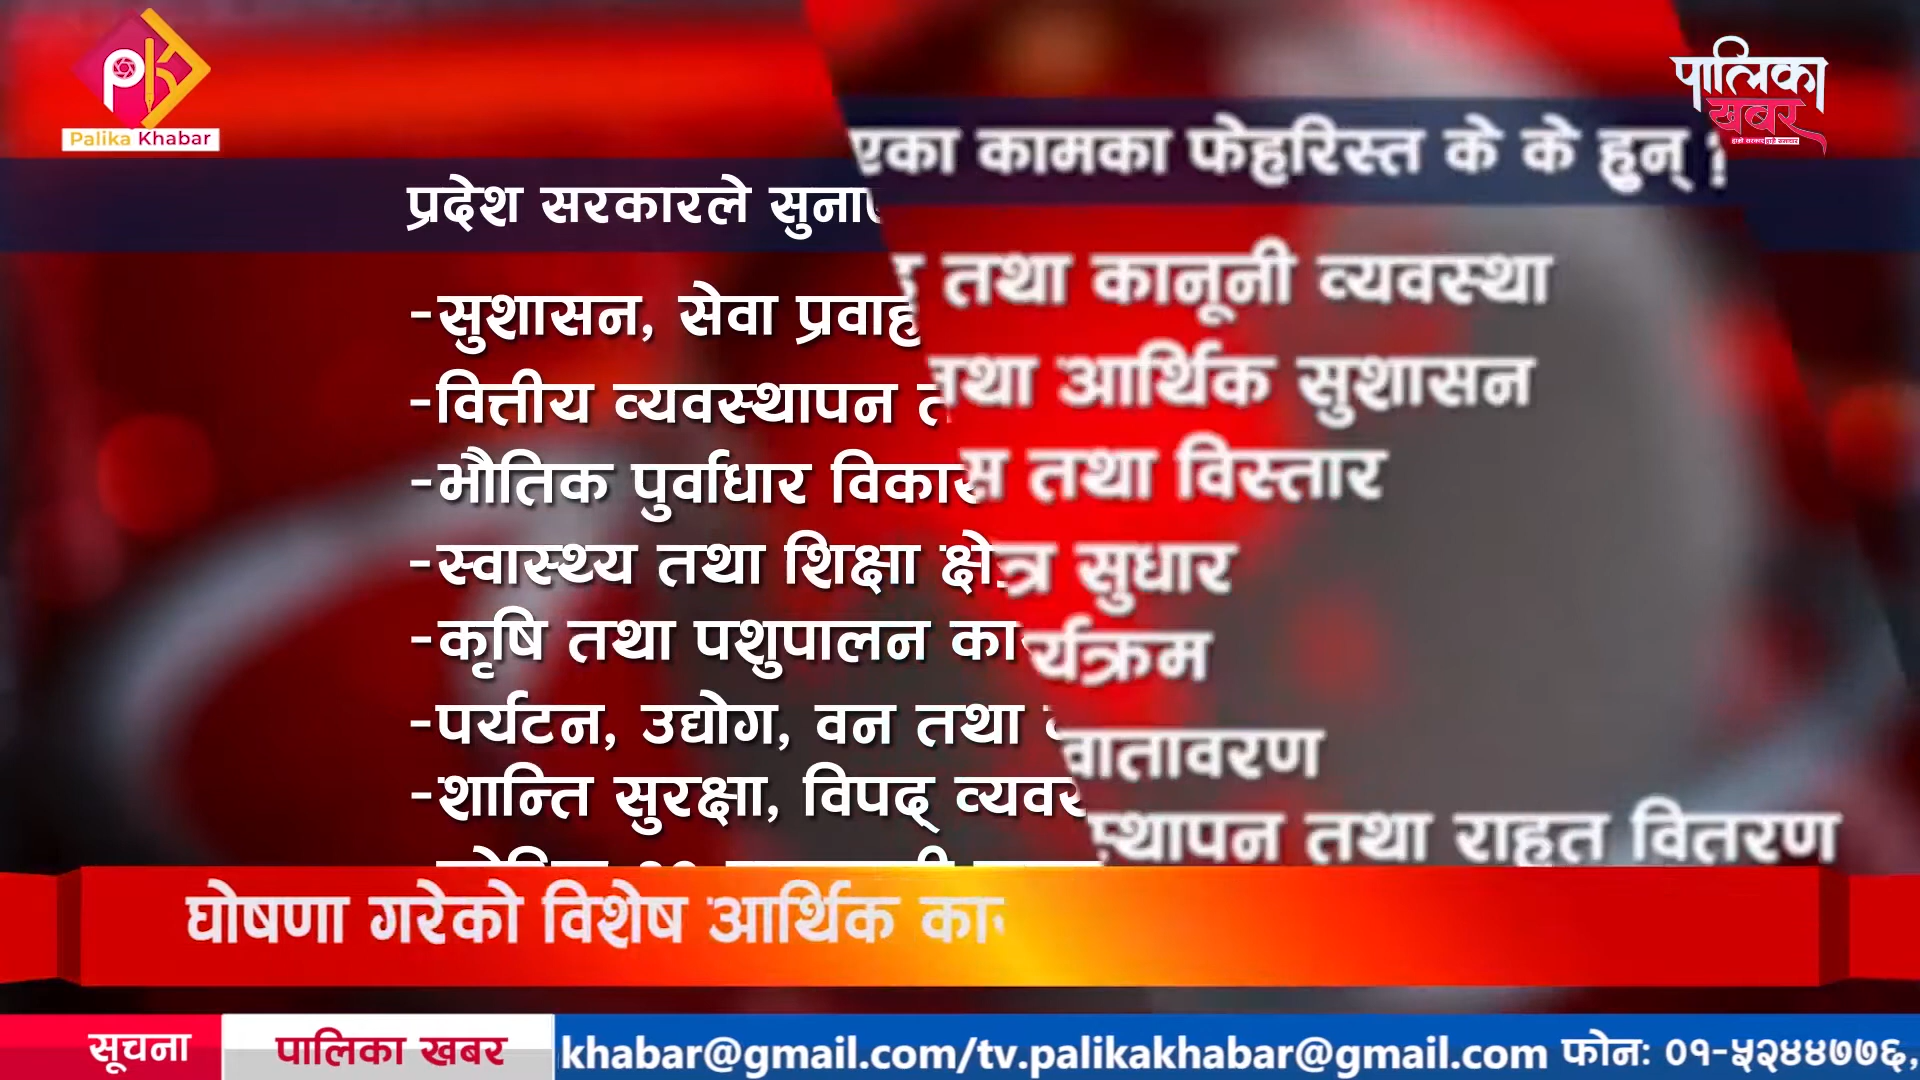 Palika Khabar
पालिका
खबर
प्रदेश सरकारले सुनाएका कामका फेहरिस्त के के हुन् ?
-सुशासन, सेवा प्रवाह तथा कानूनी व्यवस्था
-वित्तीय व्यवस्थापन तथा आर्थिक सुशासन
-भौतिक पुर्वाधार विकास तथा विस्तार
-स्वास्थ्य तथा शिक्षा क्षेत्र सुधार
-कृषि तथा पशुपालन कार्यक्रम
-पर्यटन, उद्योग, वन तथा वातावरण
-शान्ति सुरक्षा, विपद् व्यवस्थापन तथा राहत वितरण
घोषणा गरेको विशेष आर्थिक
सूचना पालिका खबर khabar@gmail.com/tv.palikakhabar@gmail.com फोनः ०१-५२४४७७६,